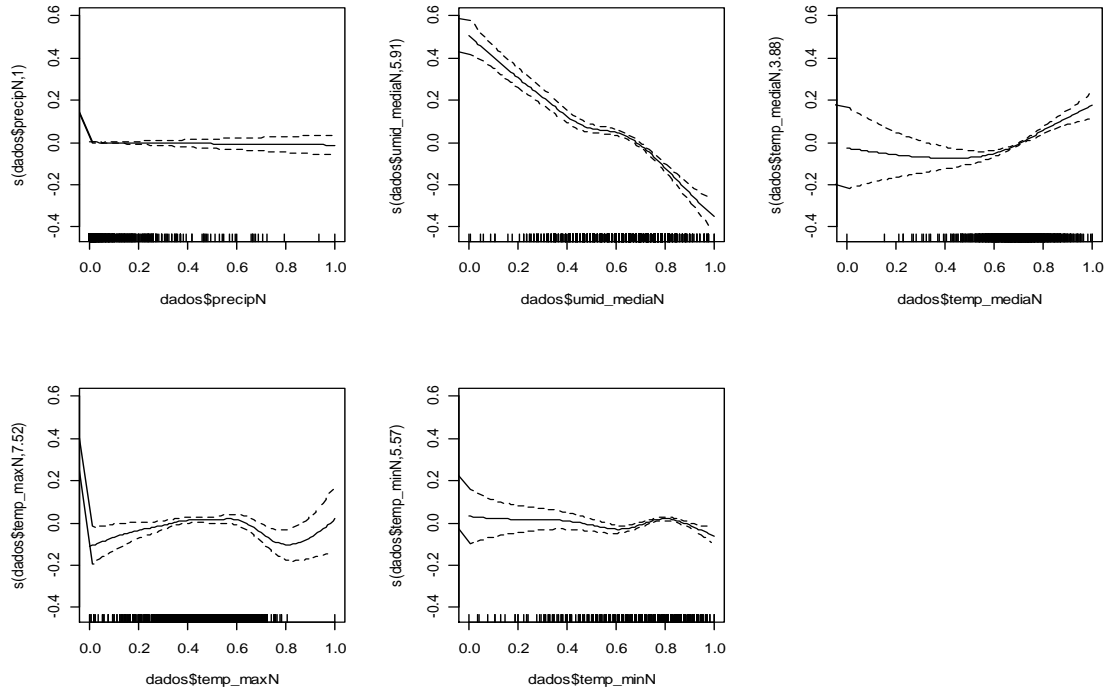 s(dados$precipN,1)
0.6
0.4
0.2
0.0
-0.2
-0.4
0.0 0.2 0.4 0.6 0.8 1.0
dados$precipN
s(dados$umid_mediaN,5.91)
0.6
0.4
0.2
0.0
-0.2
-0.4
0.0 0.2 0.4 0.6 0.8 1.0
dados$umid_mediaN
s(dados$temp_mediaN,3.88)
0.6
0.4
0.2
0.0
-0.2
-0.4
0.0 0.2 0.4 0.6 0.8 1.0
dados$temp_mediaN
s(dados$temp_maxN,7.52)
0.6
0.4
0.2
0.0
-0.2
-0.4
0.0 0.2 0.4 0.6 0.8 1.0
dados$temp_maxN
s(dados$temp_minN,5.57)
0.6
0.4
0.2
0.0
-0.2
-0.4
0.0 0.2 0.4 0.6 0.8 1.0
dados$temp_minN